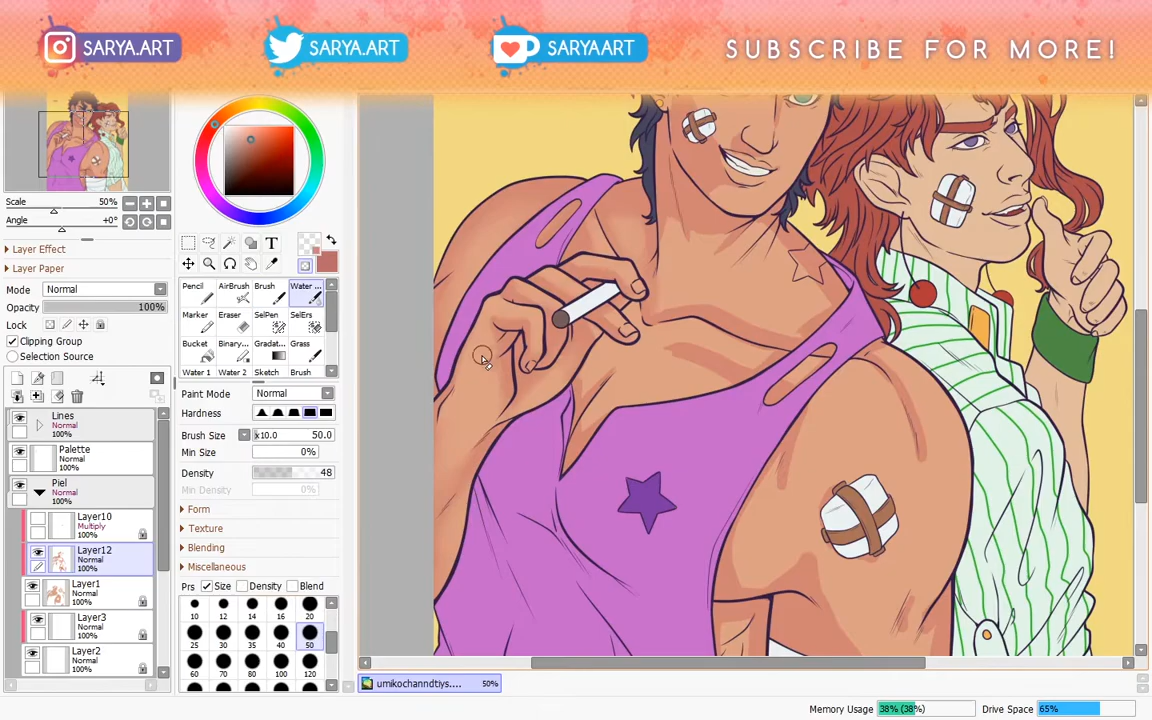 SARYA.ART
SARYA.ART
SARYAART
SUBSCRIBE FOR MORE!
Scale 50%
Angle +0°
Layer Effect
Layer Paper
Mode Normal
Opacity 100%
Lock
Clipping Group
Selection Source
Lines
Normal
100%
Palette
Normal
100%
Piel
Normal
100%
Layer10
Multiply
100%
Layer12
Normal
100%
Layer1
Normal
100%
Layer3
Normal
100%
Layer2
Normal
100%
T
Pencil AirBrush Brush Water ...
Marker Eraser SelPen SelErs
Bucket Binary... Gradat... Grass
Water 1 Water 2 Sketch Brush
Paint Mode Normal
Hardness
Brush Size x10.0 50.0
Min Size 0%
Density 48
Min Density 0%
Form
Texture
Blending
Miscellaneous
Prs Size Density Blend
10 12 14 16 20
25 30 35 40 50
60 70 80 100 120
umikochanndtiys.... 50%
Memory Usage 38% (38%) Drive Space 65%